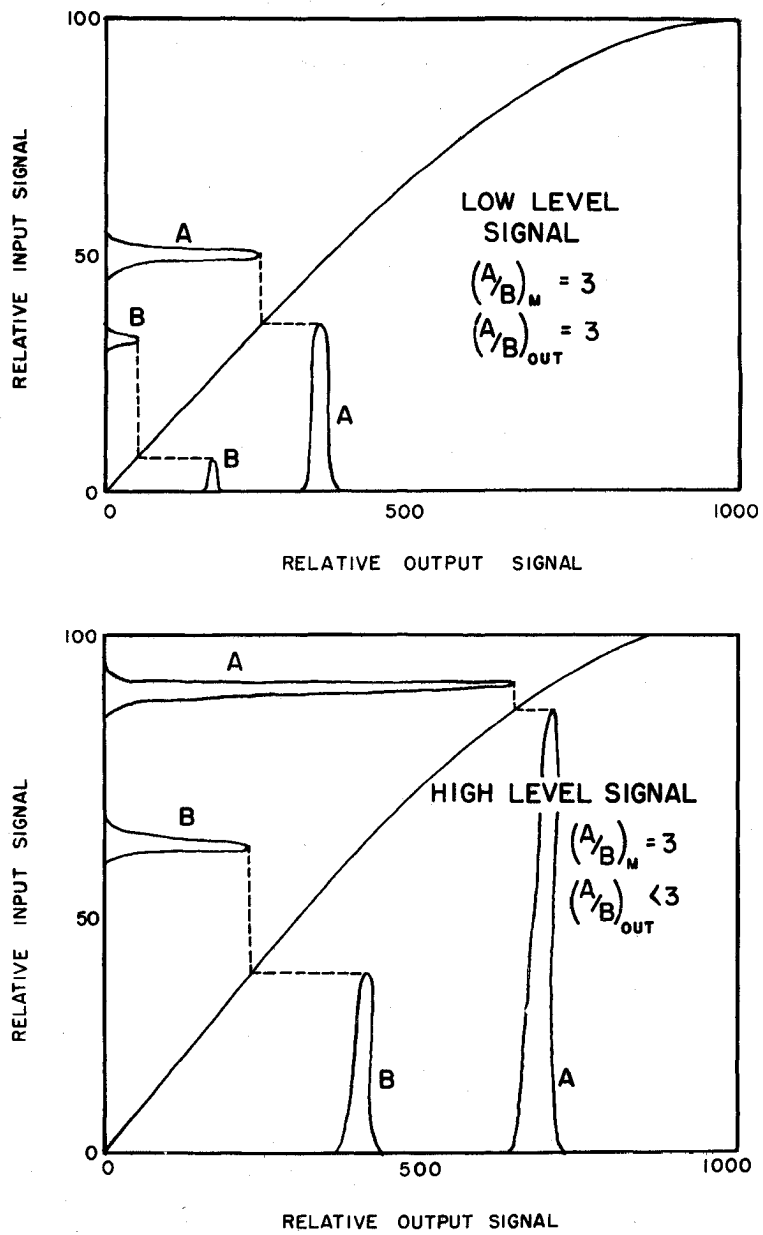 100
RELATIVE INPUT SIGNAL
A
50
B
LOW LEVEL
SIGNAL
(A/B)M = 3
(A/B)OUT = 3
A
B
0
0
500
1000
RELATIVE OUTPUT SIGNAL
100
RELATIVE INPUT SIGNAL
A
B
50
HIGH LEVEL SIGNAL
(A/B)M = 3
(A/B)OUT <3
B
A
0
0
500
1000
RELATIVE OUTPUT SIGNAL